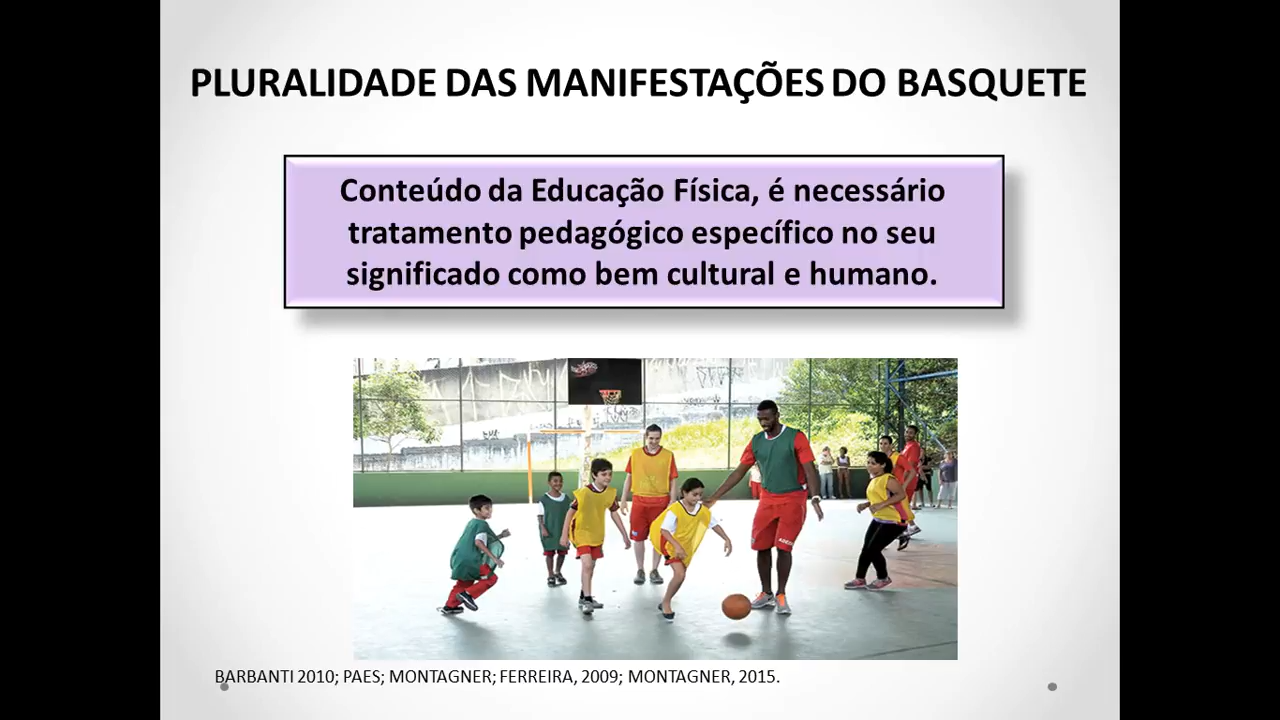 PLURALIDADE DAS MANIFESTAÇÕES DO BASQUETE
Conteúdo da Educação Física, é necessário
tratamento pedagógico específico no seu
significado como bem cultural e humano.
BARBANTI 2010; PAES; MONTAGNER; FERREIRA, 2009; MONTAGNER, 2015.